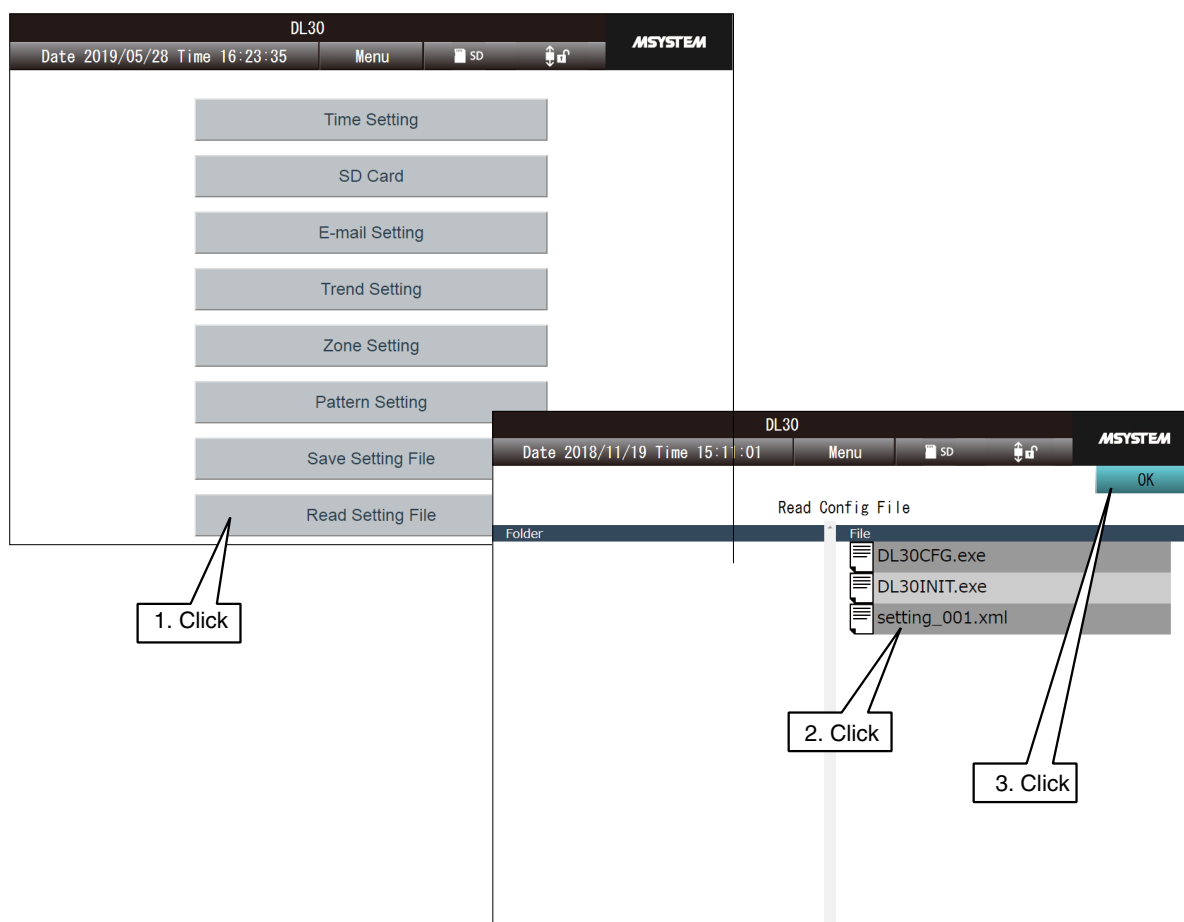 DL30
MSYSTEM
Date 2019/05/28 Time 16:23:35 Menu SD
Time Setting
SD Card
E-mail Setting
Trend Setting
Zone Setting
Pattern Setting
Save Setting File
Read Setting File
1. Click
DL30
MSYSTEM
Date 2018/11/19 Time 15:11:01 Menu SD
OK
Read Config File
Folder
File
DL30CFG.exe
DL30INIT.exe
setting_001.xml
2. Click
3. Click